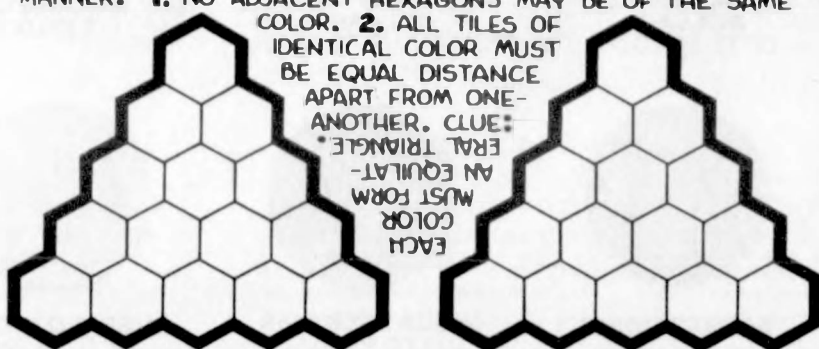 MANNER: 1. NO ADJACENT HEXAGONS MAY BE OF THE SAME
COLOR. 2. ALL TILES OF
IDENTICAL COLOR MUST
BE EQUAL DISTANCE
APART FROM ONE-
ANOTHER. CLUE:
EACH
COLOR
MUST FORM
AN EQUILAT-
ERAL TRIANGLE.